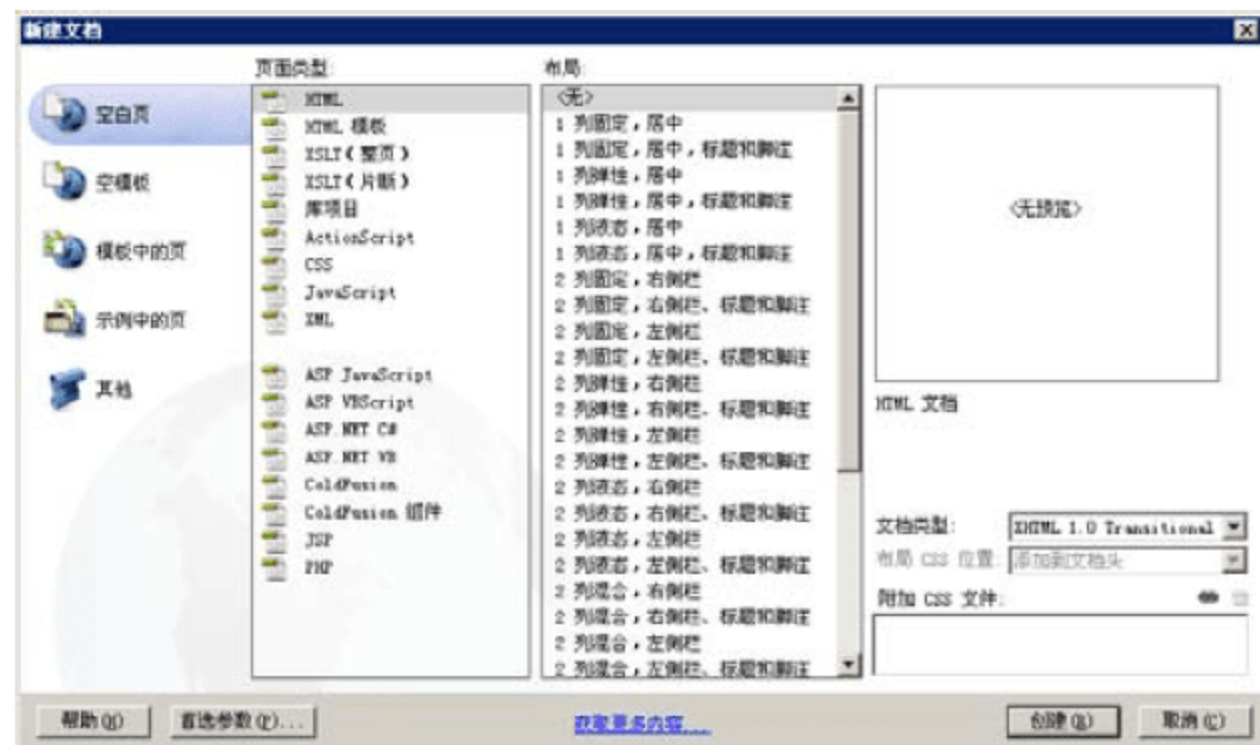 新建文档
页面类型:
布局:
空白页
空模板
模板中的页
示例中的页
其他
HTML
HTML 模板
XSLT(整页)
XSLT(片断)
库项目
ActionScript
CSS
JavaScript
XML
ASP JavaScript
ASP VBScript
ASP.NET C#
ASP.NET VB
ColdFusion
ColdFusion 组件
JSP
PHP
<无>
1 列固定,居中
1 列固定,居中,标题和脚注
1 列弹性,居中
1 列弹性,居中,标题和脚注
1 列液态,居中
1 列液态,居中,标题和脚注
2 列固定,右侧栏
2 列固定,右侧栏、标题和脚注
2 列固定,左侧栏
2 列固定,左侧栏、标题和脚注
2 列弹性,右侧栏
2 列弹性,右侧栏、标题和脚注
2 列弹性,左侧栏
2 列弹性,左侧栏、标题和脚注
2 列液态,右侧栏
2 列液态,右侧栏、标题和脚注
2 列液态,左侧栏
2 列液态,左侧栏、标题和脚注
2 列混合,右侧栏
2 列混合,右侧栏、标题和脚注
2 列混合,左侧栏
2 列混合,左侧栏、标题和脚注
<无预览>
HTML 文档
文档类型: XHTML 1.0 Transitional
布局 CSS 位置: 添加到文档头
附加 CSS 文件:
帮助(H) 首选参数(P)... 获取更多内容... 创建(R) 取消(C)